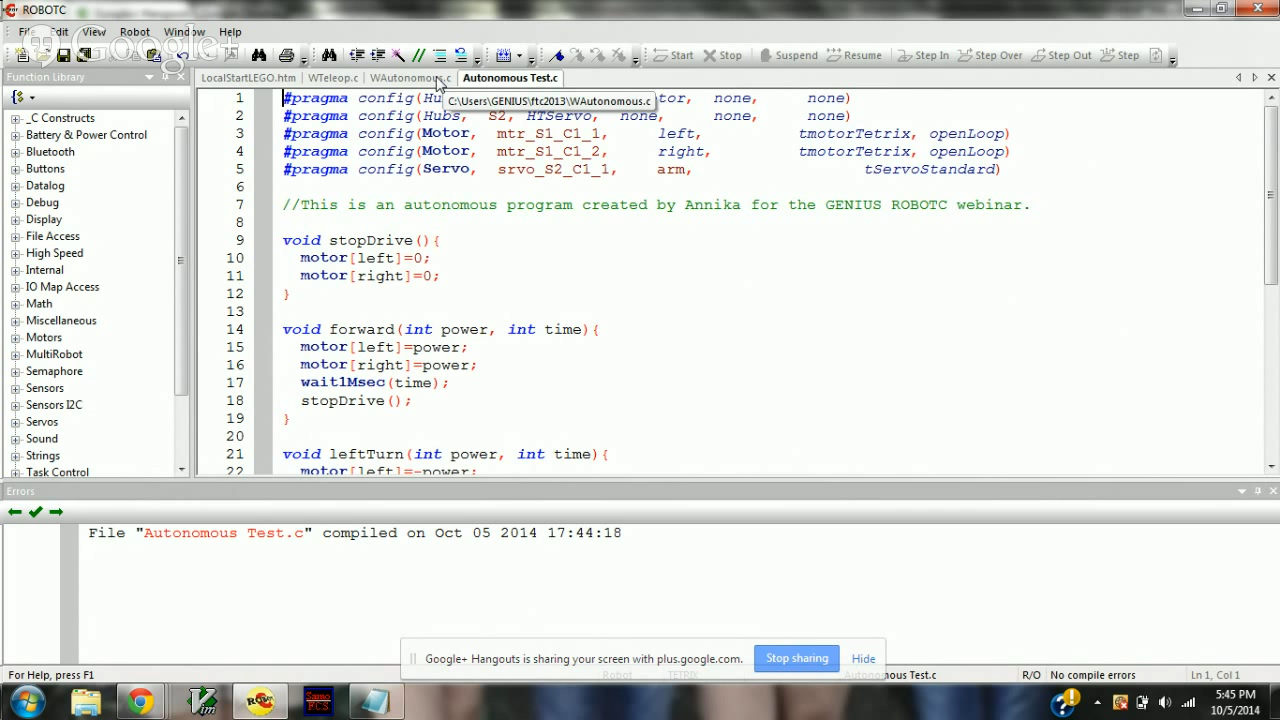 ROBOTC
File Edit View Robot Window Help
Google+
Start Stop Suspend Resume Step In Step Over Step Out Step
Function Library
LocalStartLEGO.htm WTeleop.c WAutonomous.c Autonomous Test.c
C:\Users\GENIUS\ftc2013\WAutonomous.c
_C Constructs
Battery & Power Control
Bluetooth
Buttons
Datalog
Debug
Display
File Access
High Speed
Internal
IO Map Access
Math
Miscellaneous
Motors
MultiRobot
Semaphore
Sensors
Sensors I2C
Servos
Sound
Strings
Task Control
1 #pragma config(Hu tor, none, none)
2 #pragma config(Hubs, S2, HTServo, none, none, none)
3 #pragma config(Motor, mtr_S1_C1_1, left, tmotorTetrix, openLoop)
4 #pragma config(Motor, mtr_S1_C1_2, right, tmotorTetrix, openLoop)
5 #pragma config(Servo, srvo_S2_C1_1, arm, tServoStandard)
6
7 //This is an autonomous program created by Annika for the GENIUS ROBOTC webinar.
8
9 void stopDrive(){
10 motor[left]=0;
11 motor[right]=0;
12 }
13
14 void forward(int power, int time){
15 motor[left]=power;
16 motor[right]=power;
17 wait1Msec(time);
18 stopDrive();
19 }
20
21 void leftTurn(int power, int time){
22 motor[left]=-power;
Errors
File "Autonomous Test.c" compiled on Oct 05 2014 17:44:18
Google+ Hangouts is sharing your screen with plus.google.com. Stop sharing Hide
For Help, press F1 Robot TETRIX Autonomous Test.c R/O No compile errors Ln 1, Col 1
5:45 PM
10/5/2014